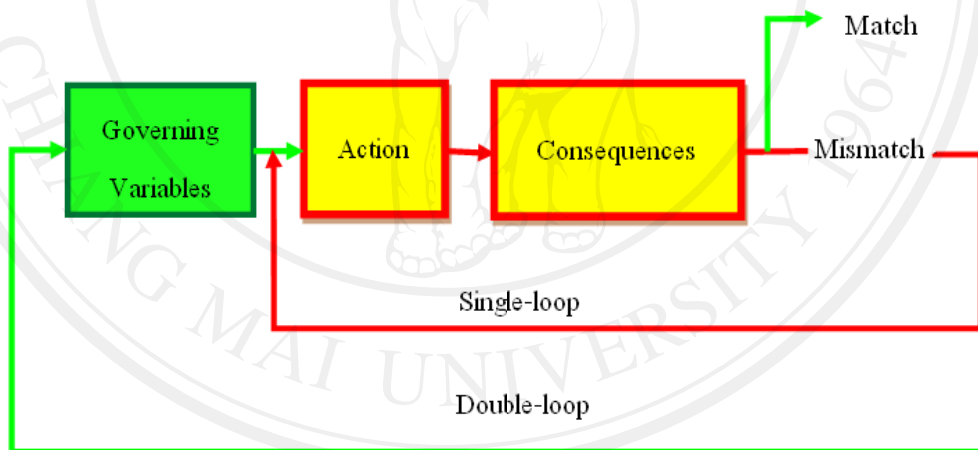 Match
Governing
Variables
Action
Consequences
Mismatch
Single-loop
Double-loop
CHIANG MAI UNIVERSITY 1964